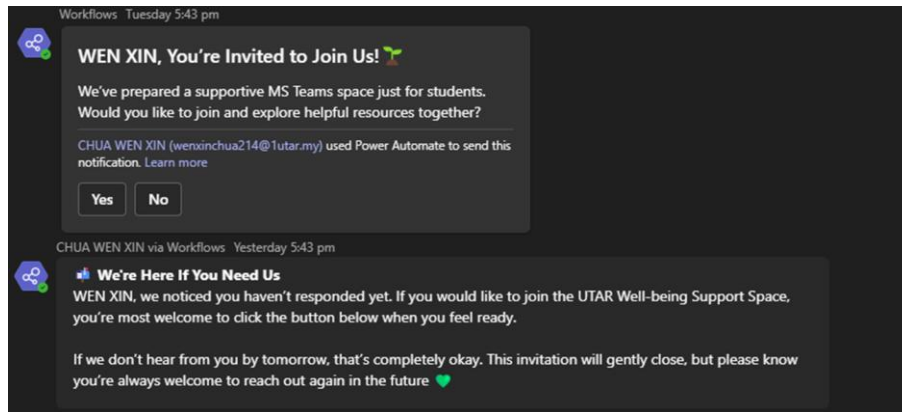 Workflows Tuesday 5:43 pm
WEN XIN, You're Invited to Join Us!🌱
We've prepared a supportive MS Teams space just for students.
Would you like to join and explore helpful resources together?
CHUA WEN XIN (wenxinchua214@1utar.my) used Power Automate to send this
notification. Learn more
Yes No
CHUA WEN XIN via Workflows Yesterday 5:43 pm
📬 We're Here If You Need Us
WEN XIN, we noticed you haven't responded yet. If you would like to join the UTAR Well-being Support Space,
you're most welcome to click the button below when you feel ready.
If we don't hear from you by tomorrow, that's completely okay. This invitation will gently close, but please know
you're always welcome to reach out again in the future 💚